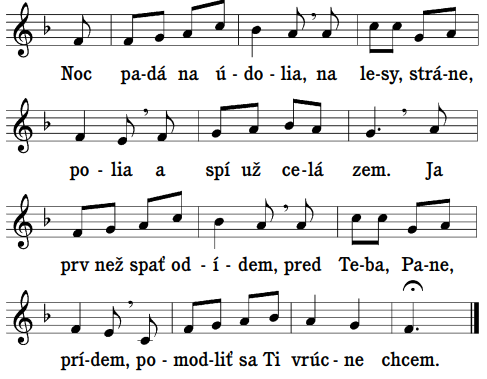 Noc pa-dá na ú-do-lia, na le-sy, strá-ne,
po-lia a spí už ce-lá zem. Ja
prv než spať od-í-dem, pred Te-ba, Pa-ne,
prí-dem, po-mod-liť sa Ti vrúc-ne chcem.